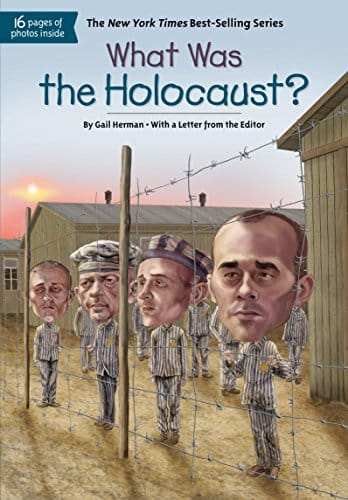 16 pages of
photos inside
The New York Times Best-Selling Series
What Was
the Holocaust?
By Gail Herman • With a Letter from the Editor